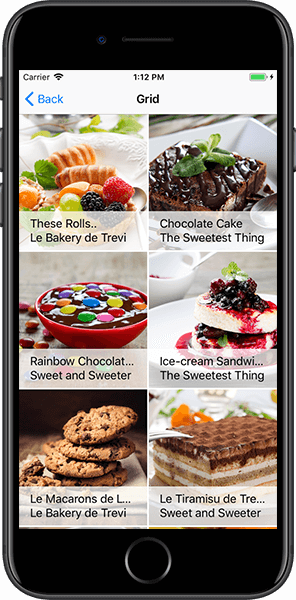 Carrier 1:12 PM
Back Grid
These Rolls..
Le Bakery de Trevi
Chocolate Cake
The Sweetest Thing
Rainbow Chocolat...
Sweet and Sweeter
Ice-cream Sandwi...
The Sweetest Thing
Le Macarons de L...
Le Bakery de Trevi
Le Tiramisu de Tre...
Sweet and Sweeter